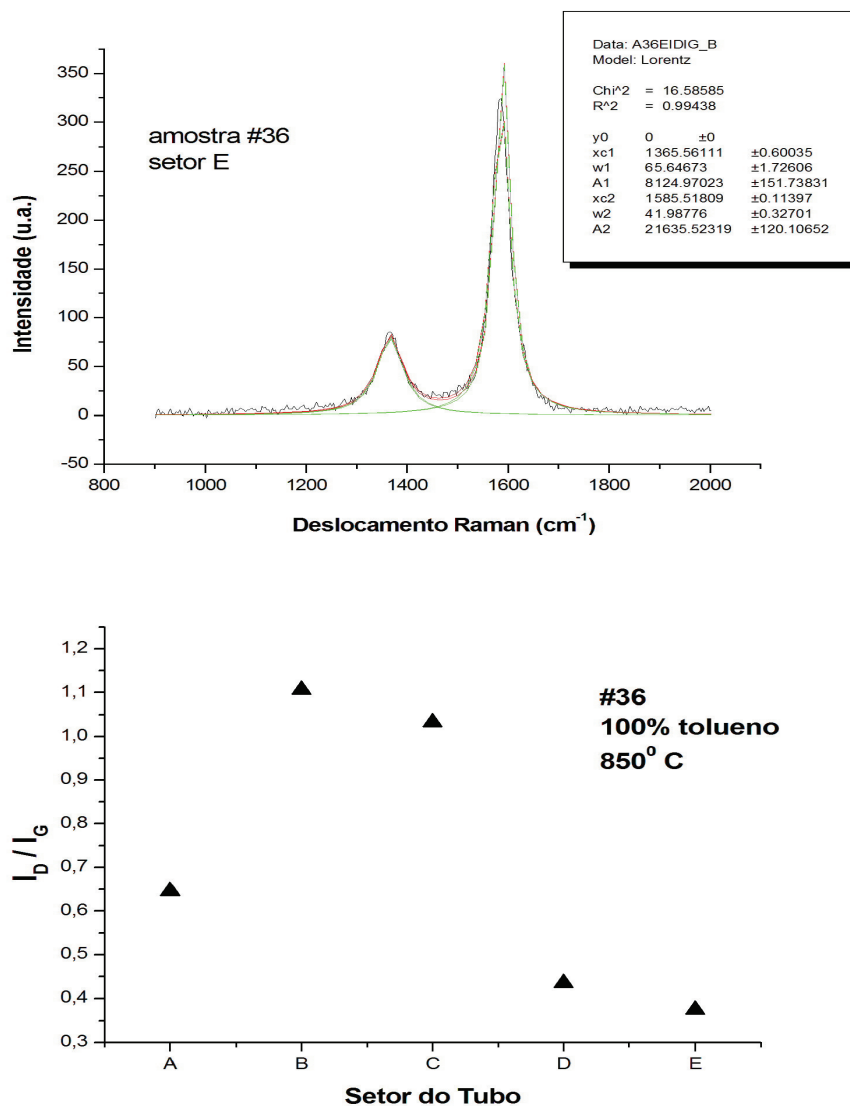 Data: A36EIDIG_B
Model: Lorentz
Chi^2 = 16.58585
R^2 = 0.99438
y0 0 ±0
xc1 1365.56111 ±0.60035
w1 65.64673 ±1.72606
A1 8124.97023 ±151.73831
xc2 1585.51809 ±0.11397
w2 41.98776 ±0.32701
A2 21635.52319 ±120.10652
amostra #36
setor E
Intensidade (u.a.)
350
300
250
200
150
100
50
0
-50
800 1000 1200 1400 1600 1800 2000
Deslocamento Raman (cm⁻¹)
#36
100% tolueno
850⁰ C
I_D / I_G
1,2
1,1
1,0
0,9
0,8
0,7
0,6
0,5
0,4
0,3
A B C D E
Setor do Tubo